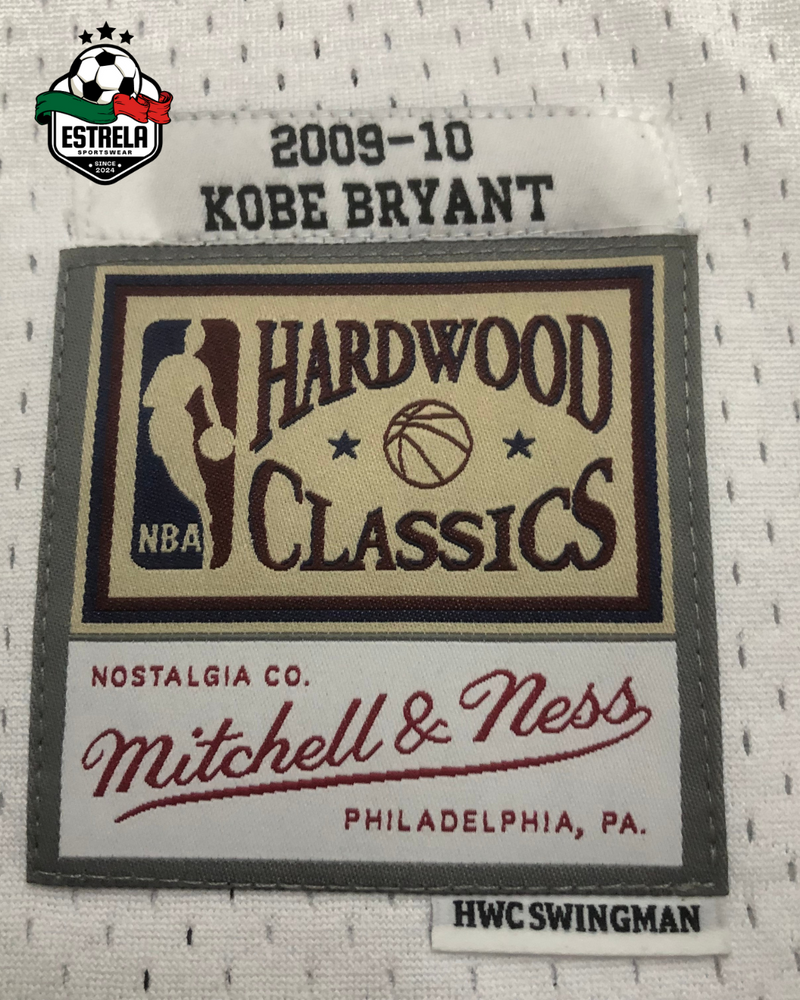 ESTRELA
SPORTSWEAR
SINCE
2024
2009-10
KOBE BRYANT
HARDWOOD
CLASSICS
NBA
NOSTALGIA CO.
Mitchell & Ness
PHILADELPHIA, PA.
HWC SWINGMAN